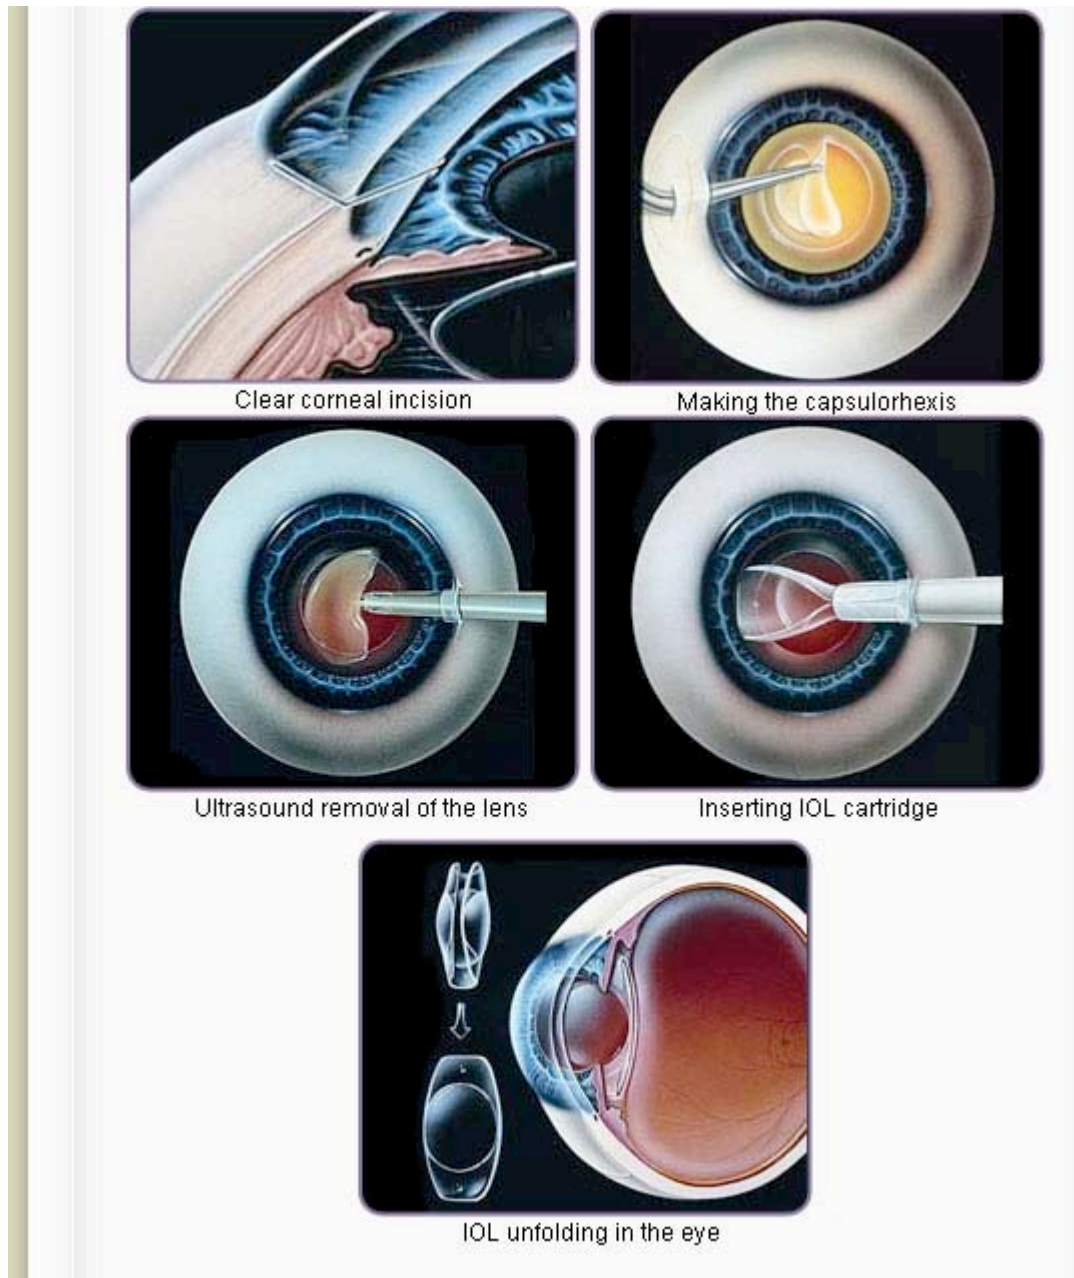 Clear corneal incision
Making the capsulorhexis
Ultrasound removal of the lens
Inserting IOL cartridge
IOL unfolding in the eye